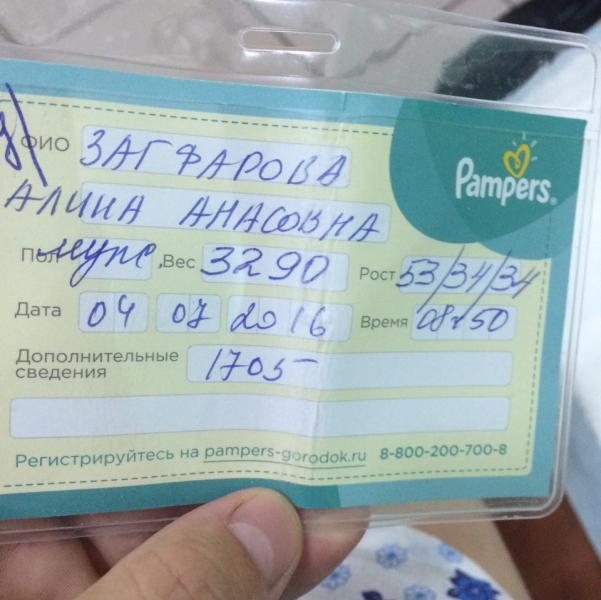 Pampers
д/ ФИО ЗАГФАРОВА
АЛИНА АНАСОВНА
Пол муж, Вес 3290 Рост 53/34/34
Дата 04 07 2016 Время 08 50
Дополнительные сведения 1705
Регистрируйтесь на pampers-gorodok.ru 8-800-200-700-8